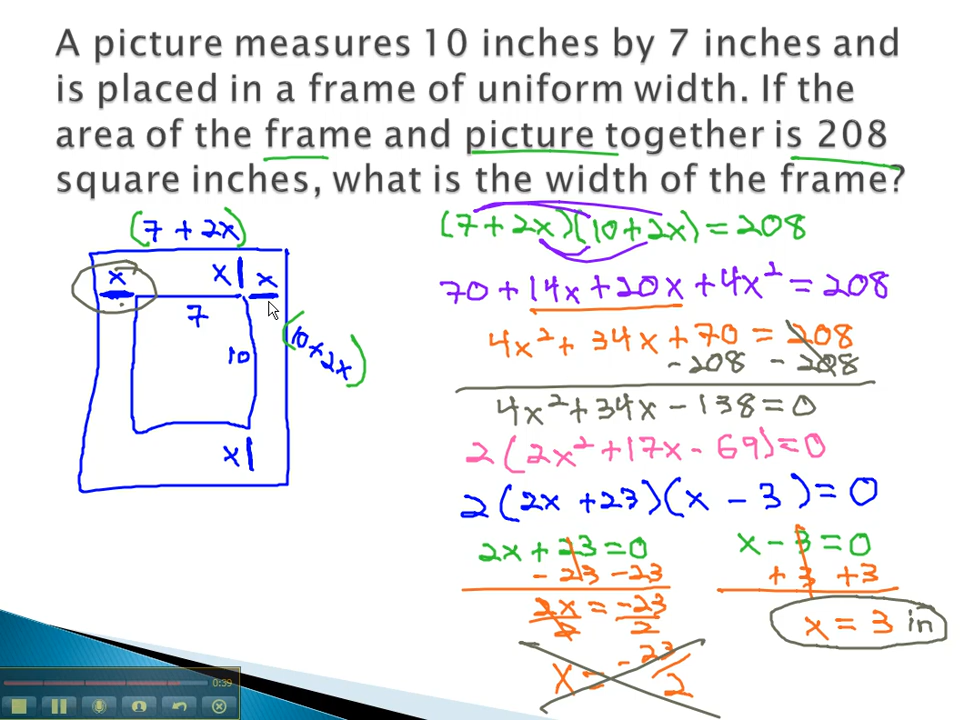 A picture measures 10 inches by 7 inches and
is placed in a frame of uniform width. If the
area of the frame and picture together is 208
square inches, what is the width of the frame?
(7 + 2x)
x
x
x
7
10
(10 x 2x)
x
(7 + 2x)(10 + 2x) = 208
70 + 14x + 20x + 4x² = 208
4x² + 34x + 70 = 208
- 208 - 208
4x² + 34x - 138 = 0
2(2x² + 17x - 69) = 0
2(2x + 23)(x - 3) = 0
2x + 23 = 0
- 23 - 23
2x = -23
2 2
x = -23/2
x - 3 = 0
+ 3 + 3
x = 3 in
0:39